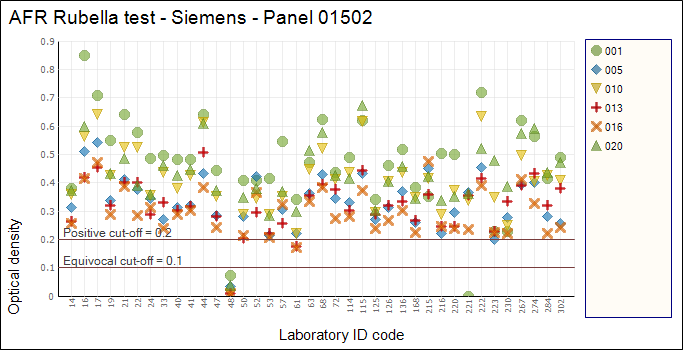 AFR Rubella test - Siemens - Panel 01502
0.9
0.8
0.7
0.6
0.5
0.4
0.3
0.2
0.1
0
Optical density
Positive cut-off = 0.2
Equivocal cut-off = 0.1
14 16 17 19 21 22 24 30 40 41 44 47 48 50 52 53 54 61 63 68 72 114 115 125 126 136 168 215 216 220 221 222 223 230 267 274 284 302
Laboratory ID code
001
005
010
013
016
020